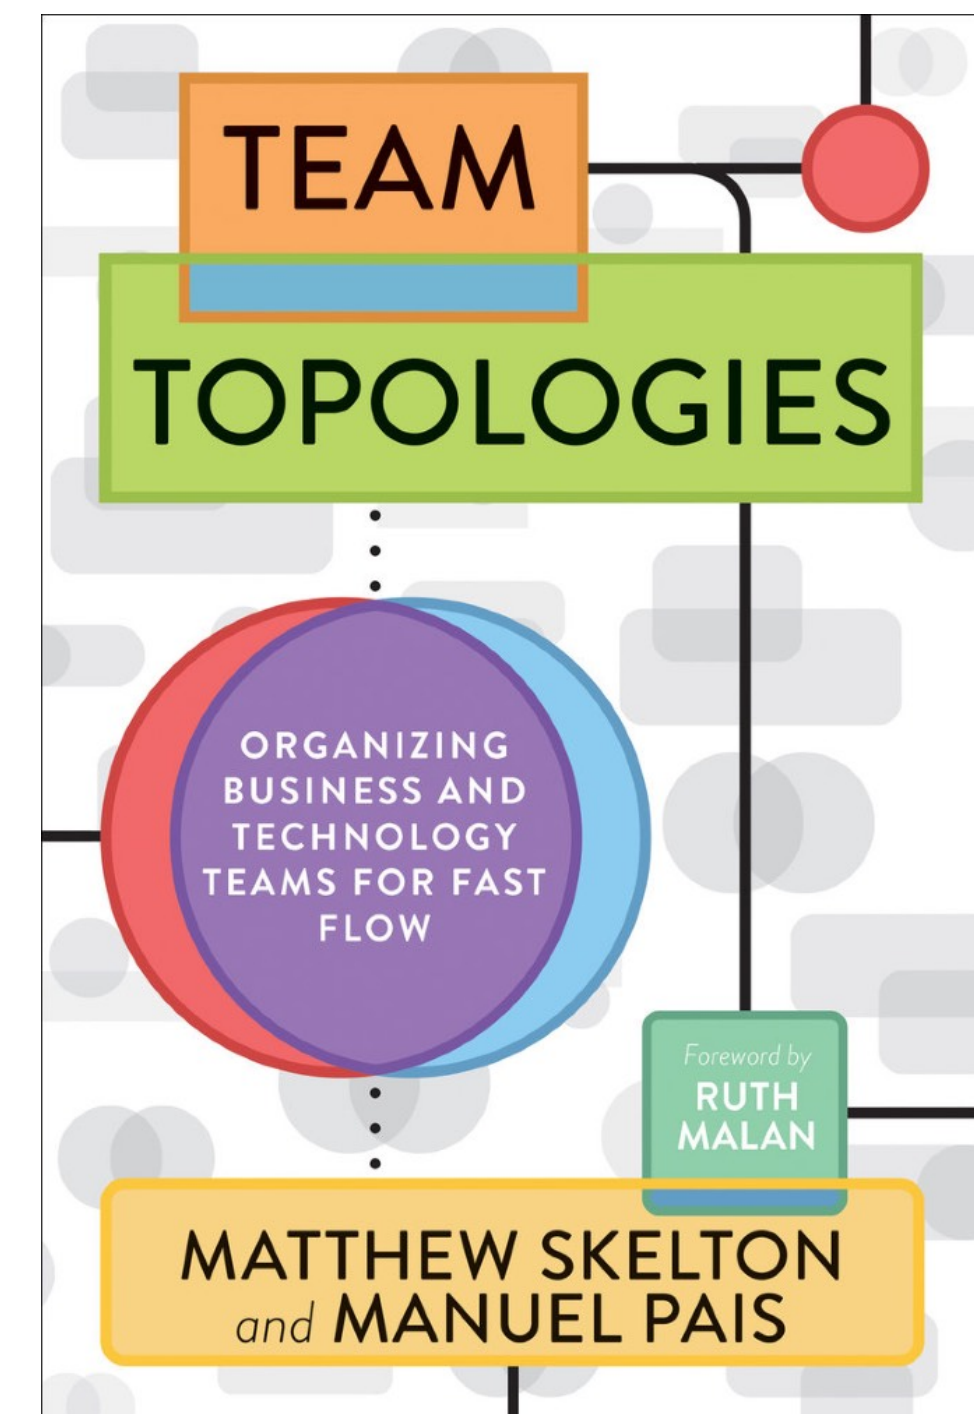 TEAM
TOPOLOGIES
ORGANIZING
BUSINESS AND
TECHNOLOGY
TEAMS FOR FAST
FLOW
Foreword by
RUTH
MALAN
MATTHEW SKELTON
and MANUEL PAIS